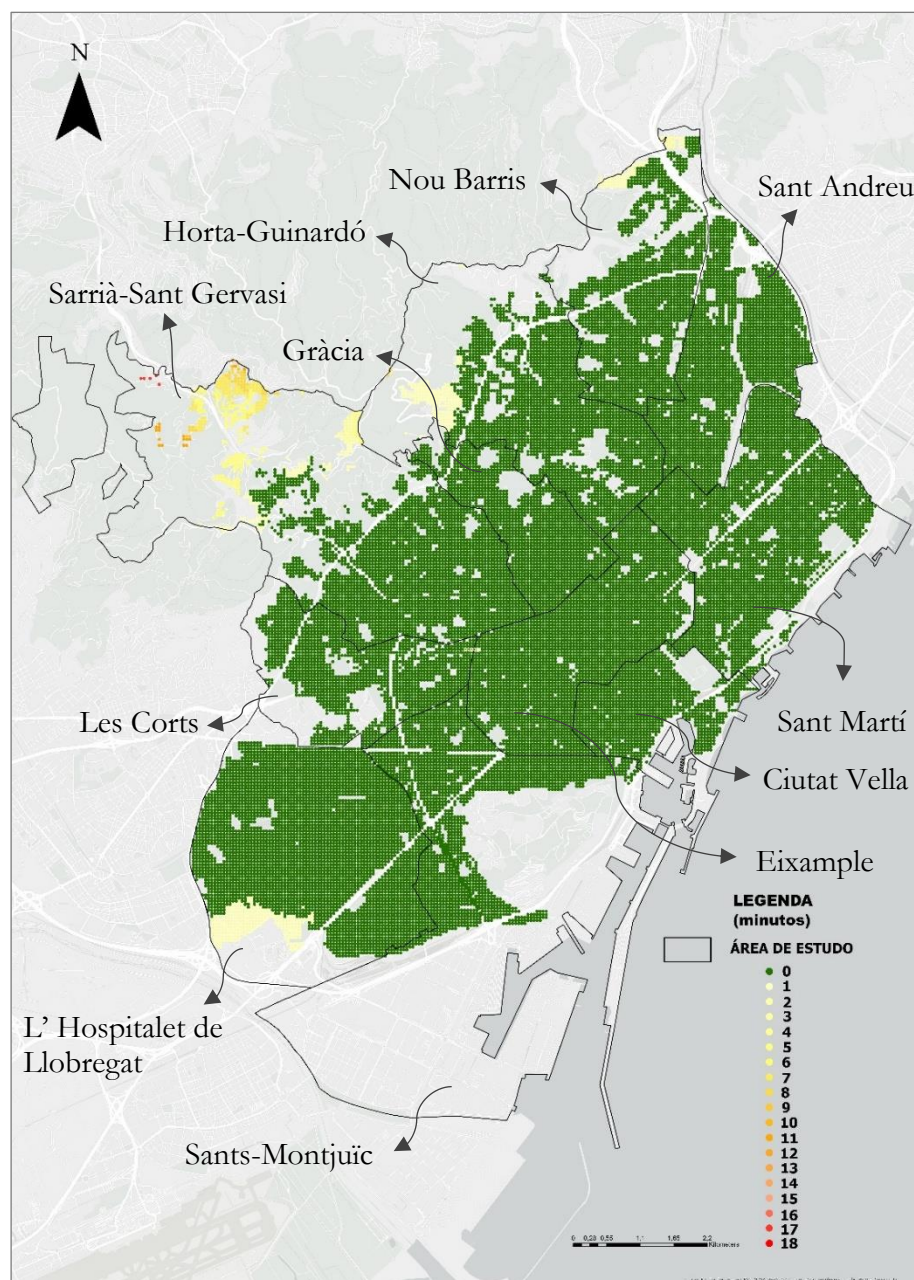 N
Nou Barris
Sant Andreu
Horta-Guinardó
Sarrià-Sant Gervasi
Gràcia
Les Corts
Sant Martí
Ciutat Vella
Eixample
LEGENDA
(minutos)
ÁREA DE ESTUDO
0
1
2
3
4
5
6
7
8
9
10
11
12
13
14
15
16
17
18
L' Hospitalet de
Llobregat
Sants-Montjuïc
0 0,28 0,55 1,1 1,65 2,2
Kilometers